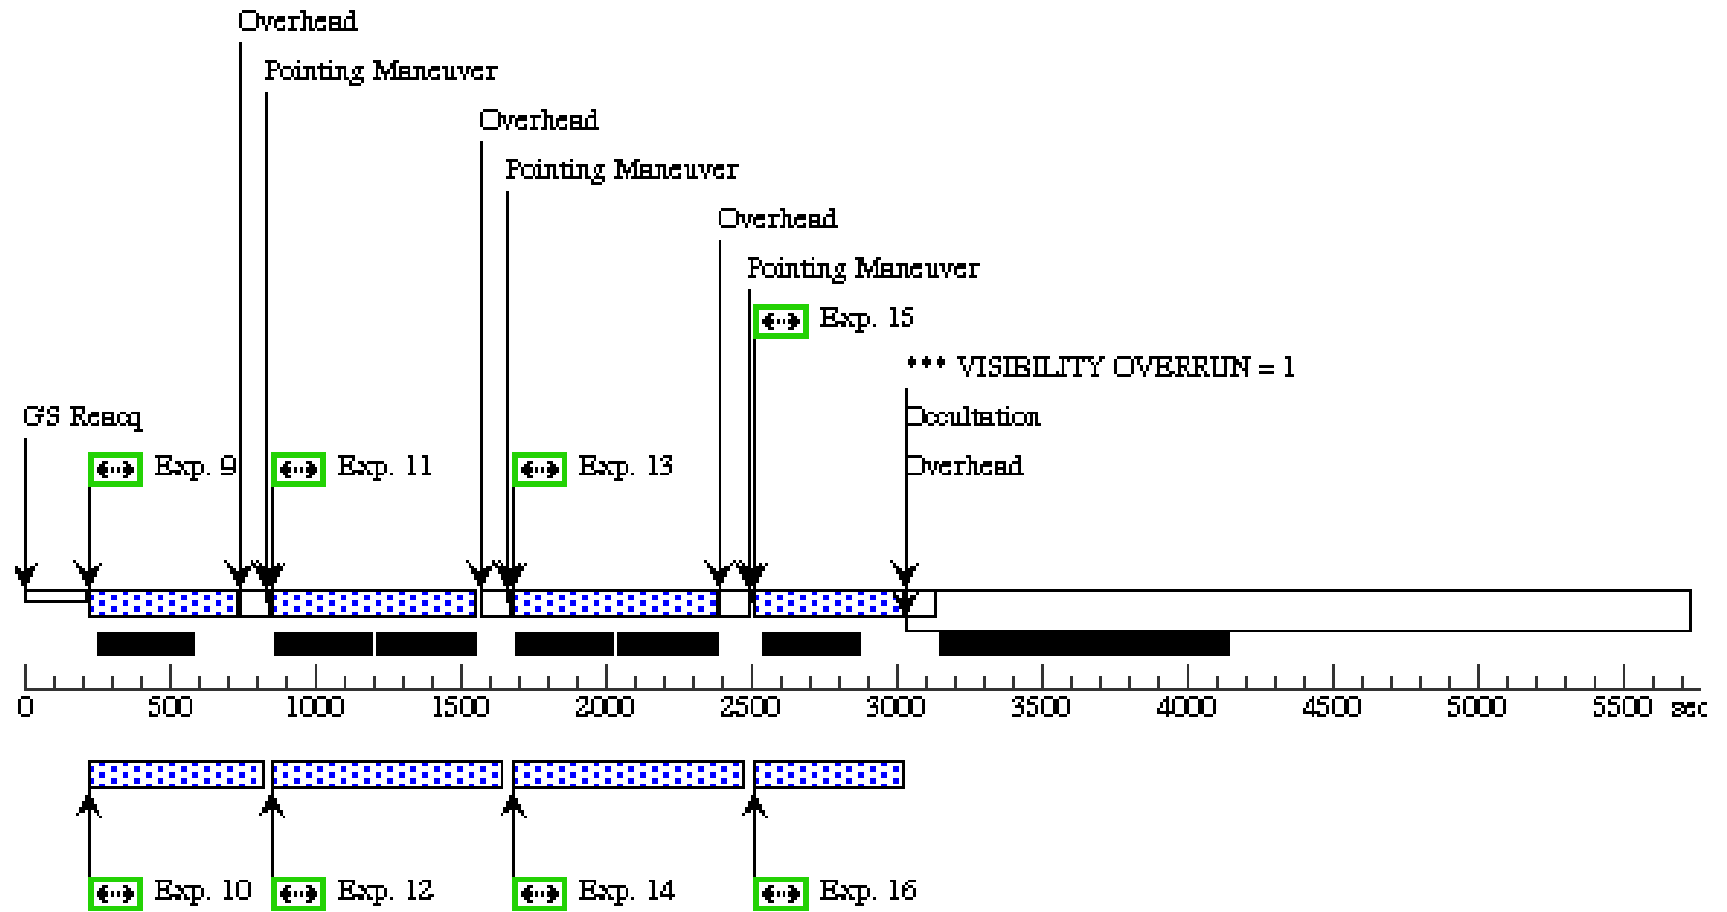 Overhead
Pointing Maneuver
Overhead
Pointing Maneuver
Overhead
Pointing Maneuver
Exp. 15
*** VISIBILITY OVERRUN = 1
GS Reacq
Occultation
Exp. 9
Exp. 11
Exp. 13
Overhead
0 500 1000 1500 2000 2500 3000 3500 4000 4500 5000 5500 sec
Exp. 10
Exp. 12
Exp. 14
Exp. 16